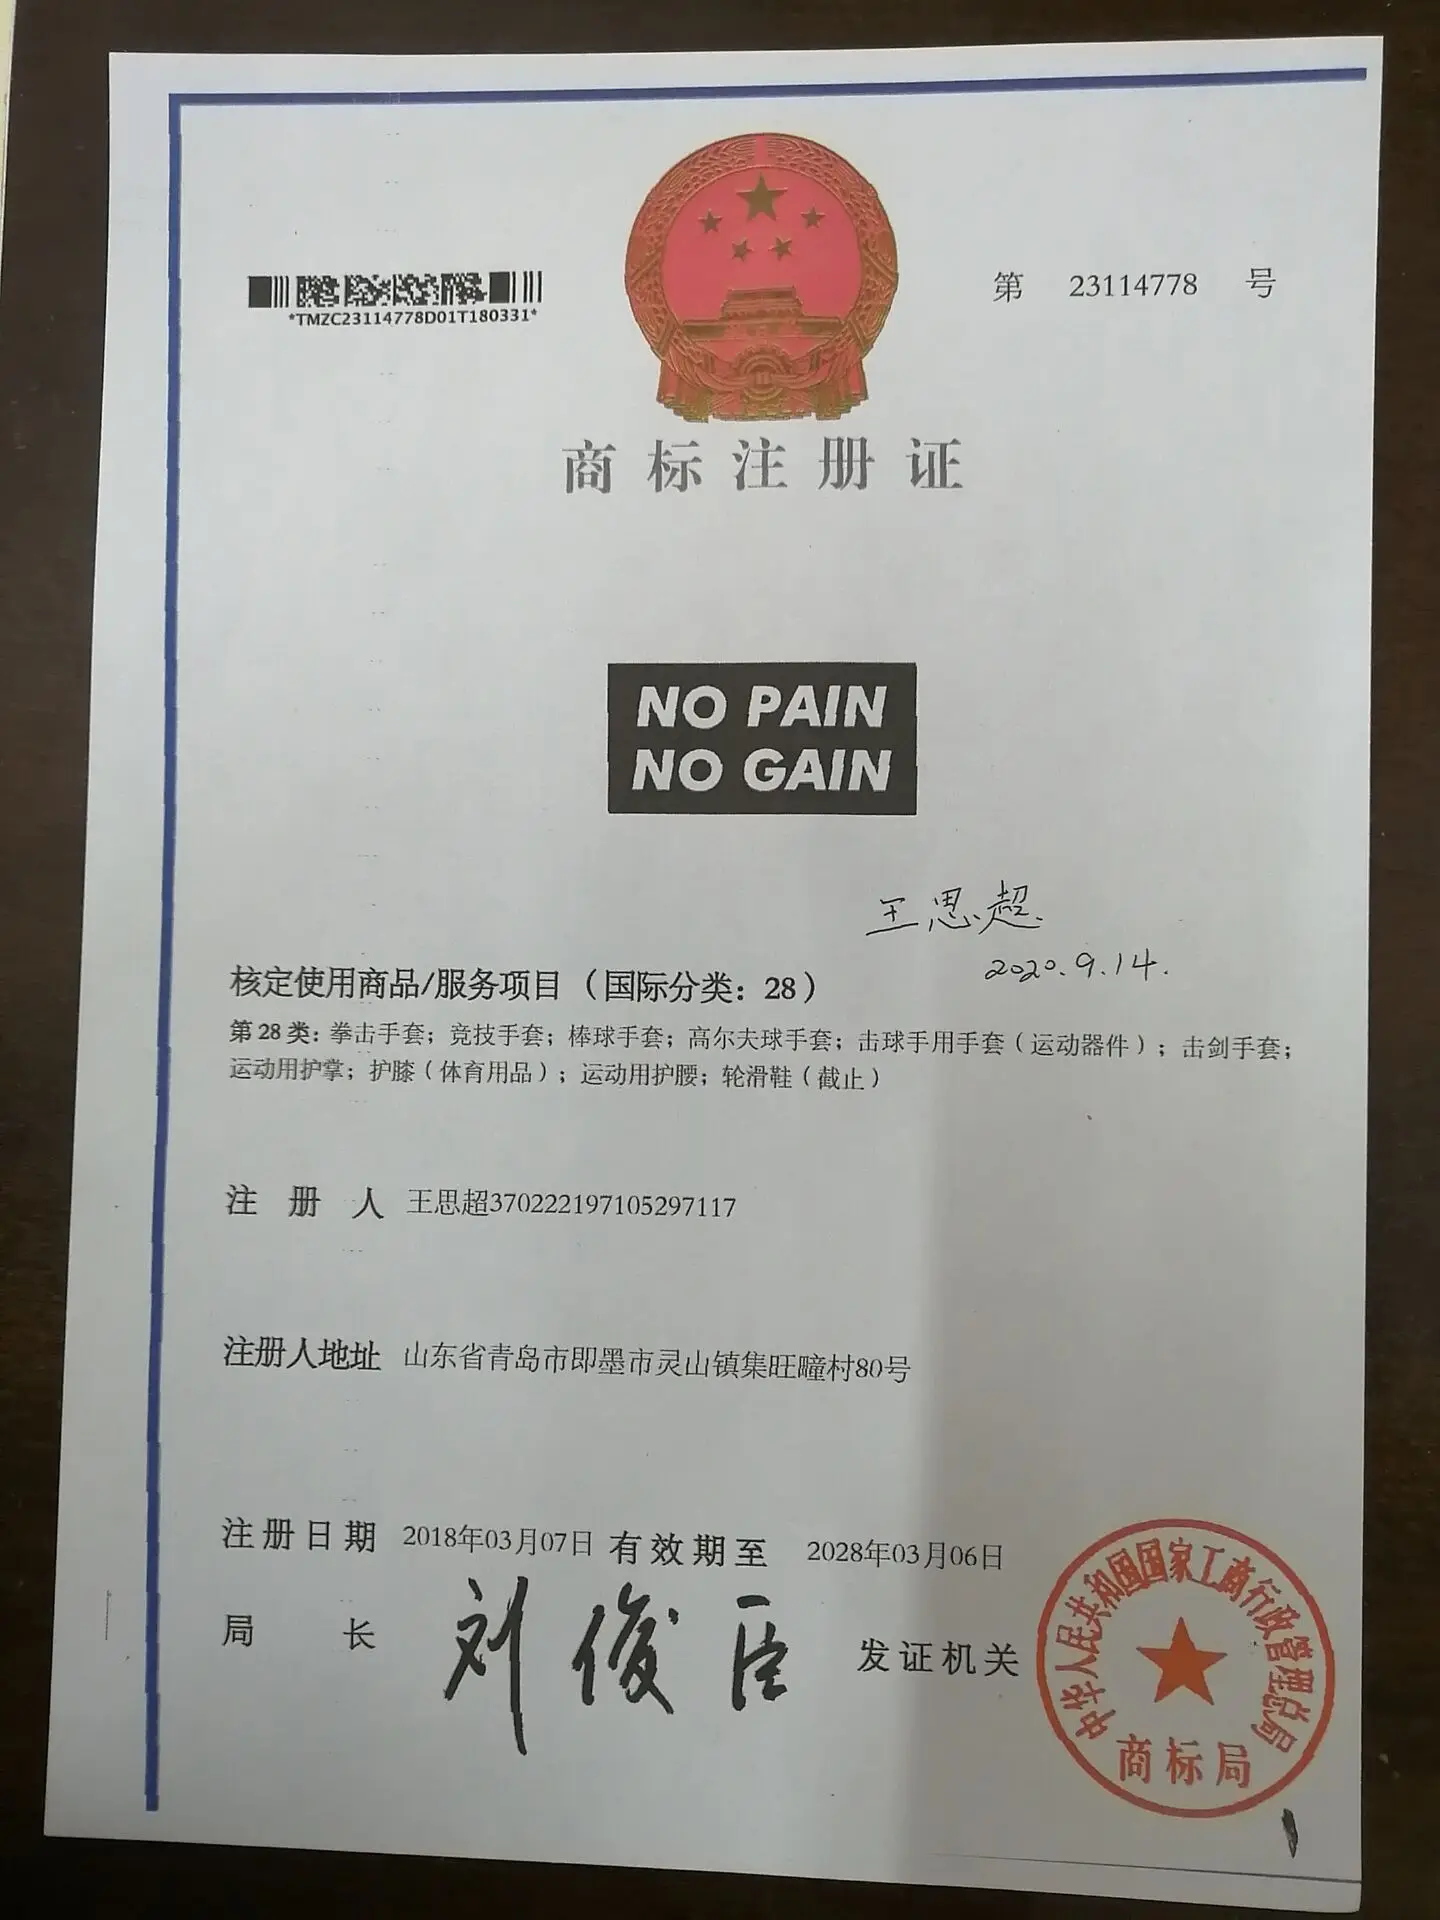 *TMZC23114778D01T180331*
第 23114778 号
商标注册证
NO PAIN
NO GAIN
王思超
2020.9.14.
核定使用商品/服务项目（国际分类：28）
第28类：拳击手套；竞技手套；棒球手套；高尔夫球手套；击球手用手套（运动器件）；击剑手套；
运动用护掌；护膝（体育用品）；运动用护腰；轮滑鞋（截止）
注册人 王思超370222197105297117
注册人地址 山东省青岛市即墨市灵山镇集旺疃村80号
注册日期 2018年03月07日 有效期至 2028年03月06日
局长 刘俊臣 发证机关
中华人民共和国国家工商行政管理总局
商标局